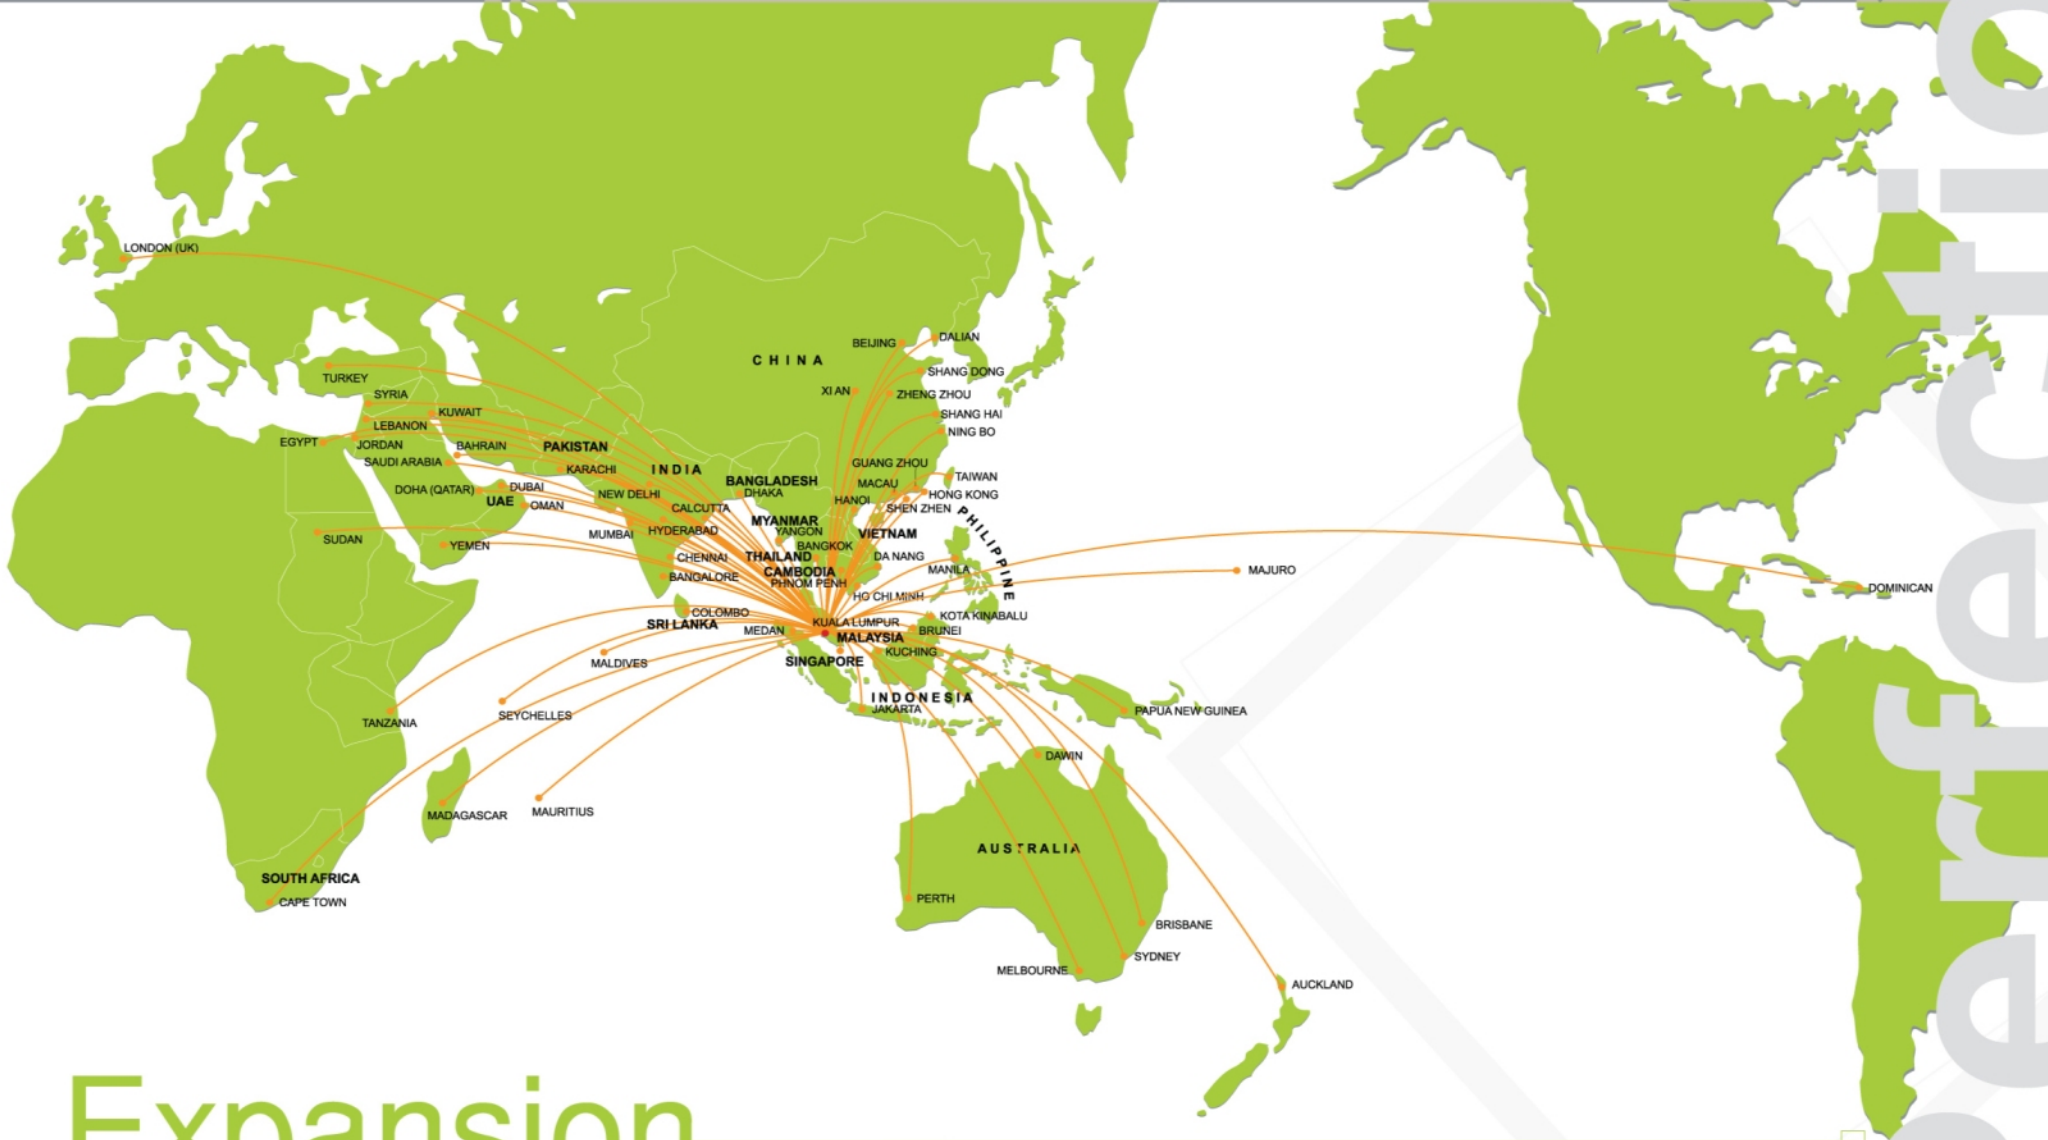 LONDON (UK)
BEIJING
DALIAN
CHINA
SHANG DONG
TURKEY
XI AN
ZHENG ZHOU
SYRIA
KUWAIT
SHANG HAI
LEBANON
NING BO
EGYPT
JORDAN
BAHRAIN
PAKISTAN
SAUDI ARABIA
KARACHI
INDIA
GUANG ZHOU
BANGLADESH
TAIWAN
DOHA (QATAR)
DUBAI
NEW DELHI
DHAKA
MACAU
HONG KONG
UAE
OMAN
CALCUTTA
HANOI
SHEN ZHEN
PHILIPPINE
MYANMAR
YANGON
SUDAN
MUMBAI
HYDERABAD
VIETNAM
YEMEN
BANGKOK
CHENNAI
THAILAND
DA NANG
CAMBODIA
MANILA
MAJURO
BANGALORE
PHNOM PENH
DOMINICAN
HO CHI MINH
COLOMBO
KOTA KINABALU
SRI LANKA
MEDAN
KUALA LUMPUR
BRUNEI
MALAYSIA
KUCHING
MALDIVES
SINGAPORE
INDONESIA
JAKARTA
PAPUA NEW GUINEA
TANZANIA
SEYCHELLES
DAWIN
MADAGASCAR
MAURITIUS
AUSTRALIA
SOUTH AFRICA
CAPE TOWN
PERTH
BRISBANE
SYDNEY
MELBOURNE
AUCKLAND
Expansion
erfectio